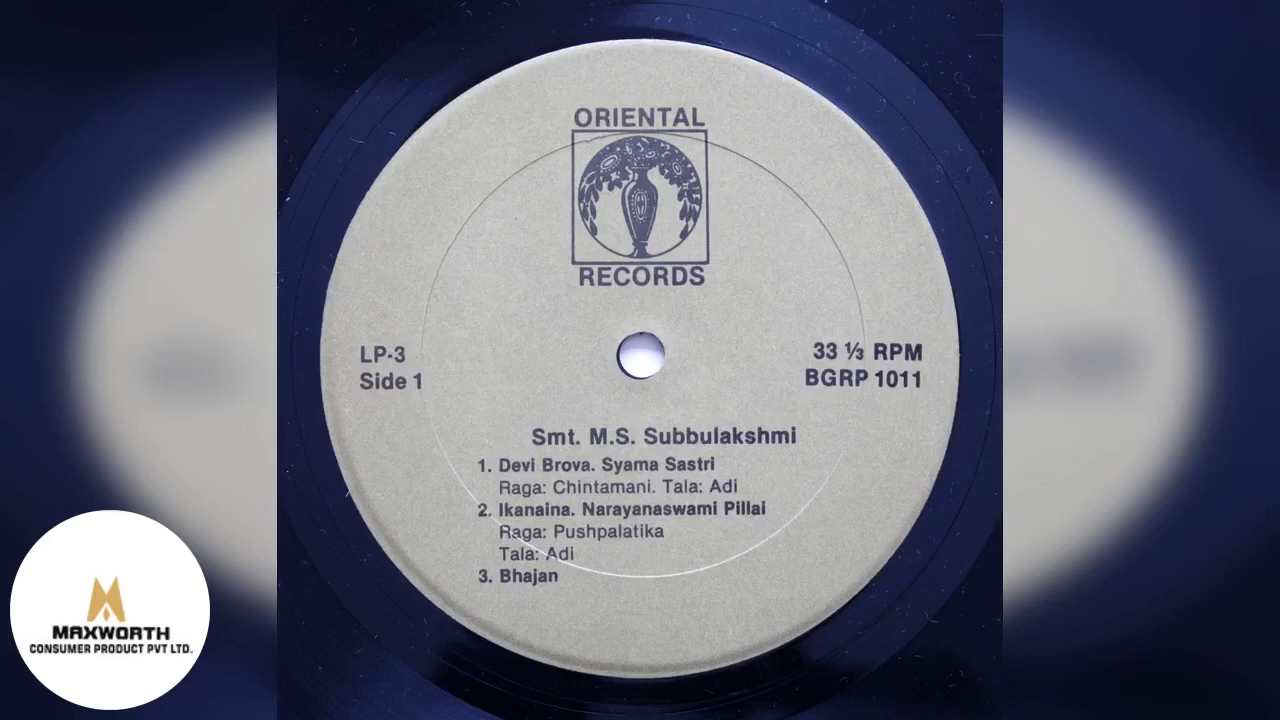 ORIENTAL
RECORDS
LP-3
Side 1
33 ⅓ RPM
BGRP 1011
Smt. M.S. Subbulakshmi
1. Devi Brova. Syama Sastri
Raga: Chintamani. Tala: Adi
2. Ikanaina. Narayanaswami Pillai
Raga: Pushpalatika
Tala: Adi
3. Bhajan
MAXWORTH
CONSUMER PRODUCT PVT LTD.